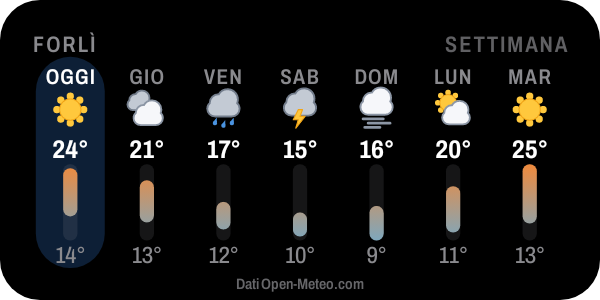 FORLÌ SETTIMANA
OGGI GIO VEN SAB DOM LUN MAR
24° 21° 17° 15° 16° 20° 25°
14° 13° 12° 10° 9° 11° 13°
Dati Open-Meteo.com